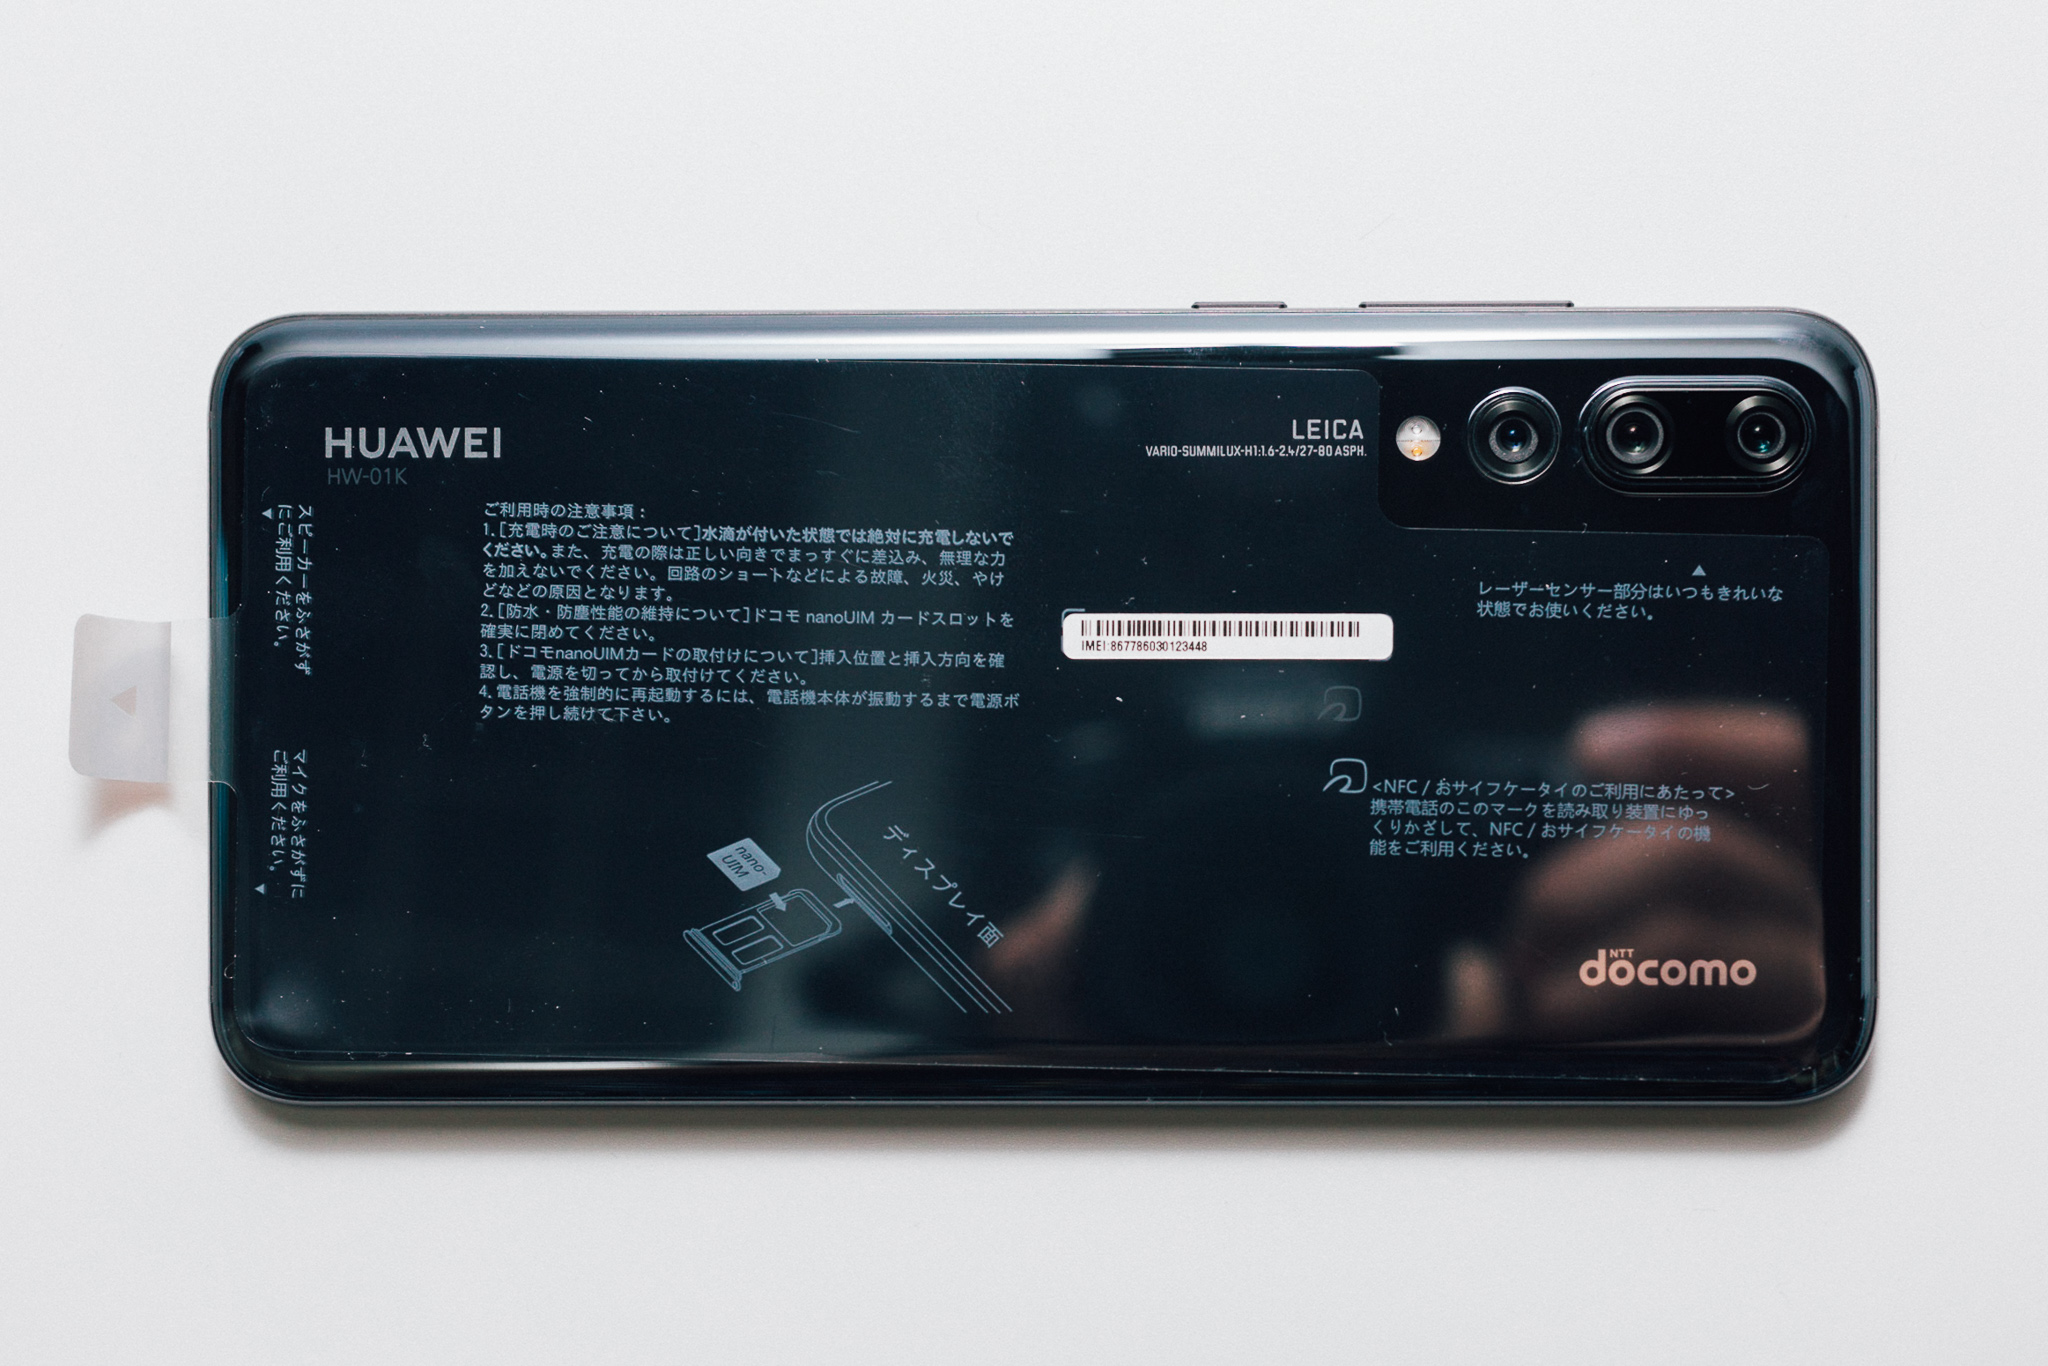 HUAWEI
HW-01K
LEICA
VARIO-SUMMILUX-H1:1.6-2.4/27-80 ASPH.
スピーカーをふさがず
にご利用ください。
マイクをふさがずに
ご利用ください。
ご利用時の注意事項：
1.[充電時のご注意について]水滴が付いた状態では絶対に充電しないで
ください。また、充電の際は正しい向きでまっすぐに差込み、無理な力
を加えないでください。回路のショートなどによる故障、火災、やけ
どなどの原因となります。
2.[防水・防塵性能の維持について]ドコモ nanoUIM カードスロットを
確実に閉めてください。
3.[ドコモnanoUIMカードの取付けについて]挿入位置と挿入方向を確
認し、電源を切ってから取付けてください。
4.電話機を強制的に再起動するには、電話機本体が振動するまで電源ボ
タンを押し続けて下さい。
nano-
UIM
ディスプレイ面
IMEI:867786030123448
レーザーセンサー部分はいつもきれいな
状態でお使いください。
<NFC / おサイフケータイのご利用にあたって>
携帯電話のこのマークを読み取り装置にゆっ
くりかざして、NFC / おサイフケータイの機
能をご利用ください。
NTT
docomo